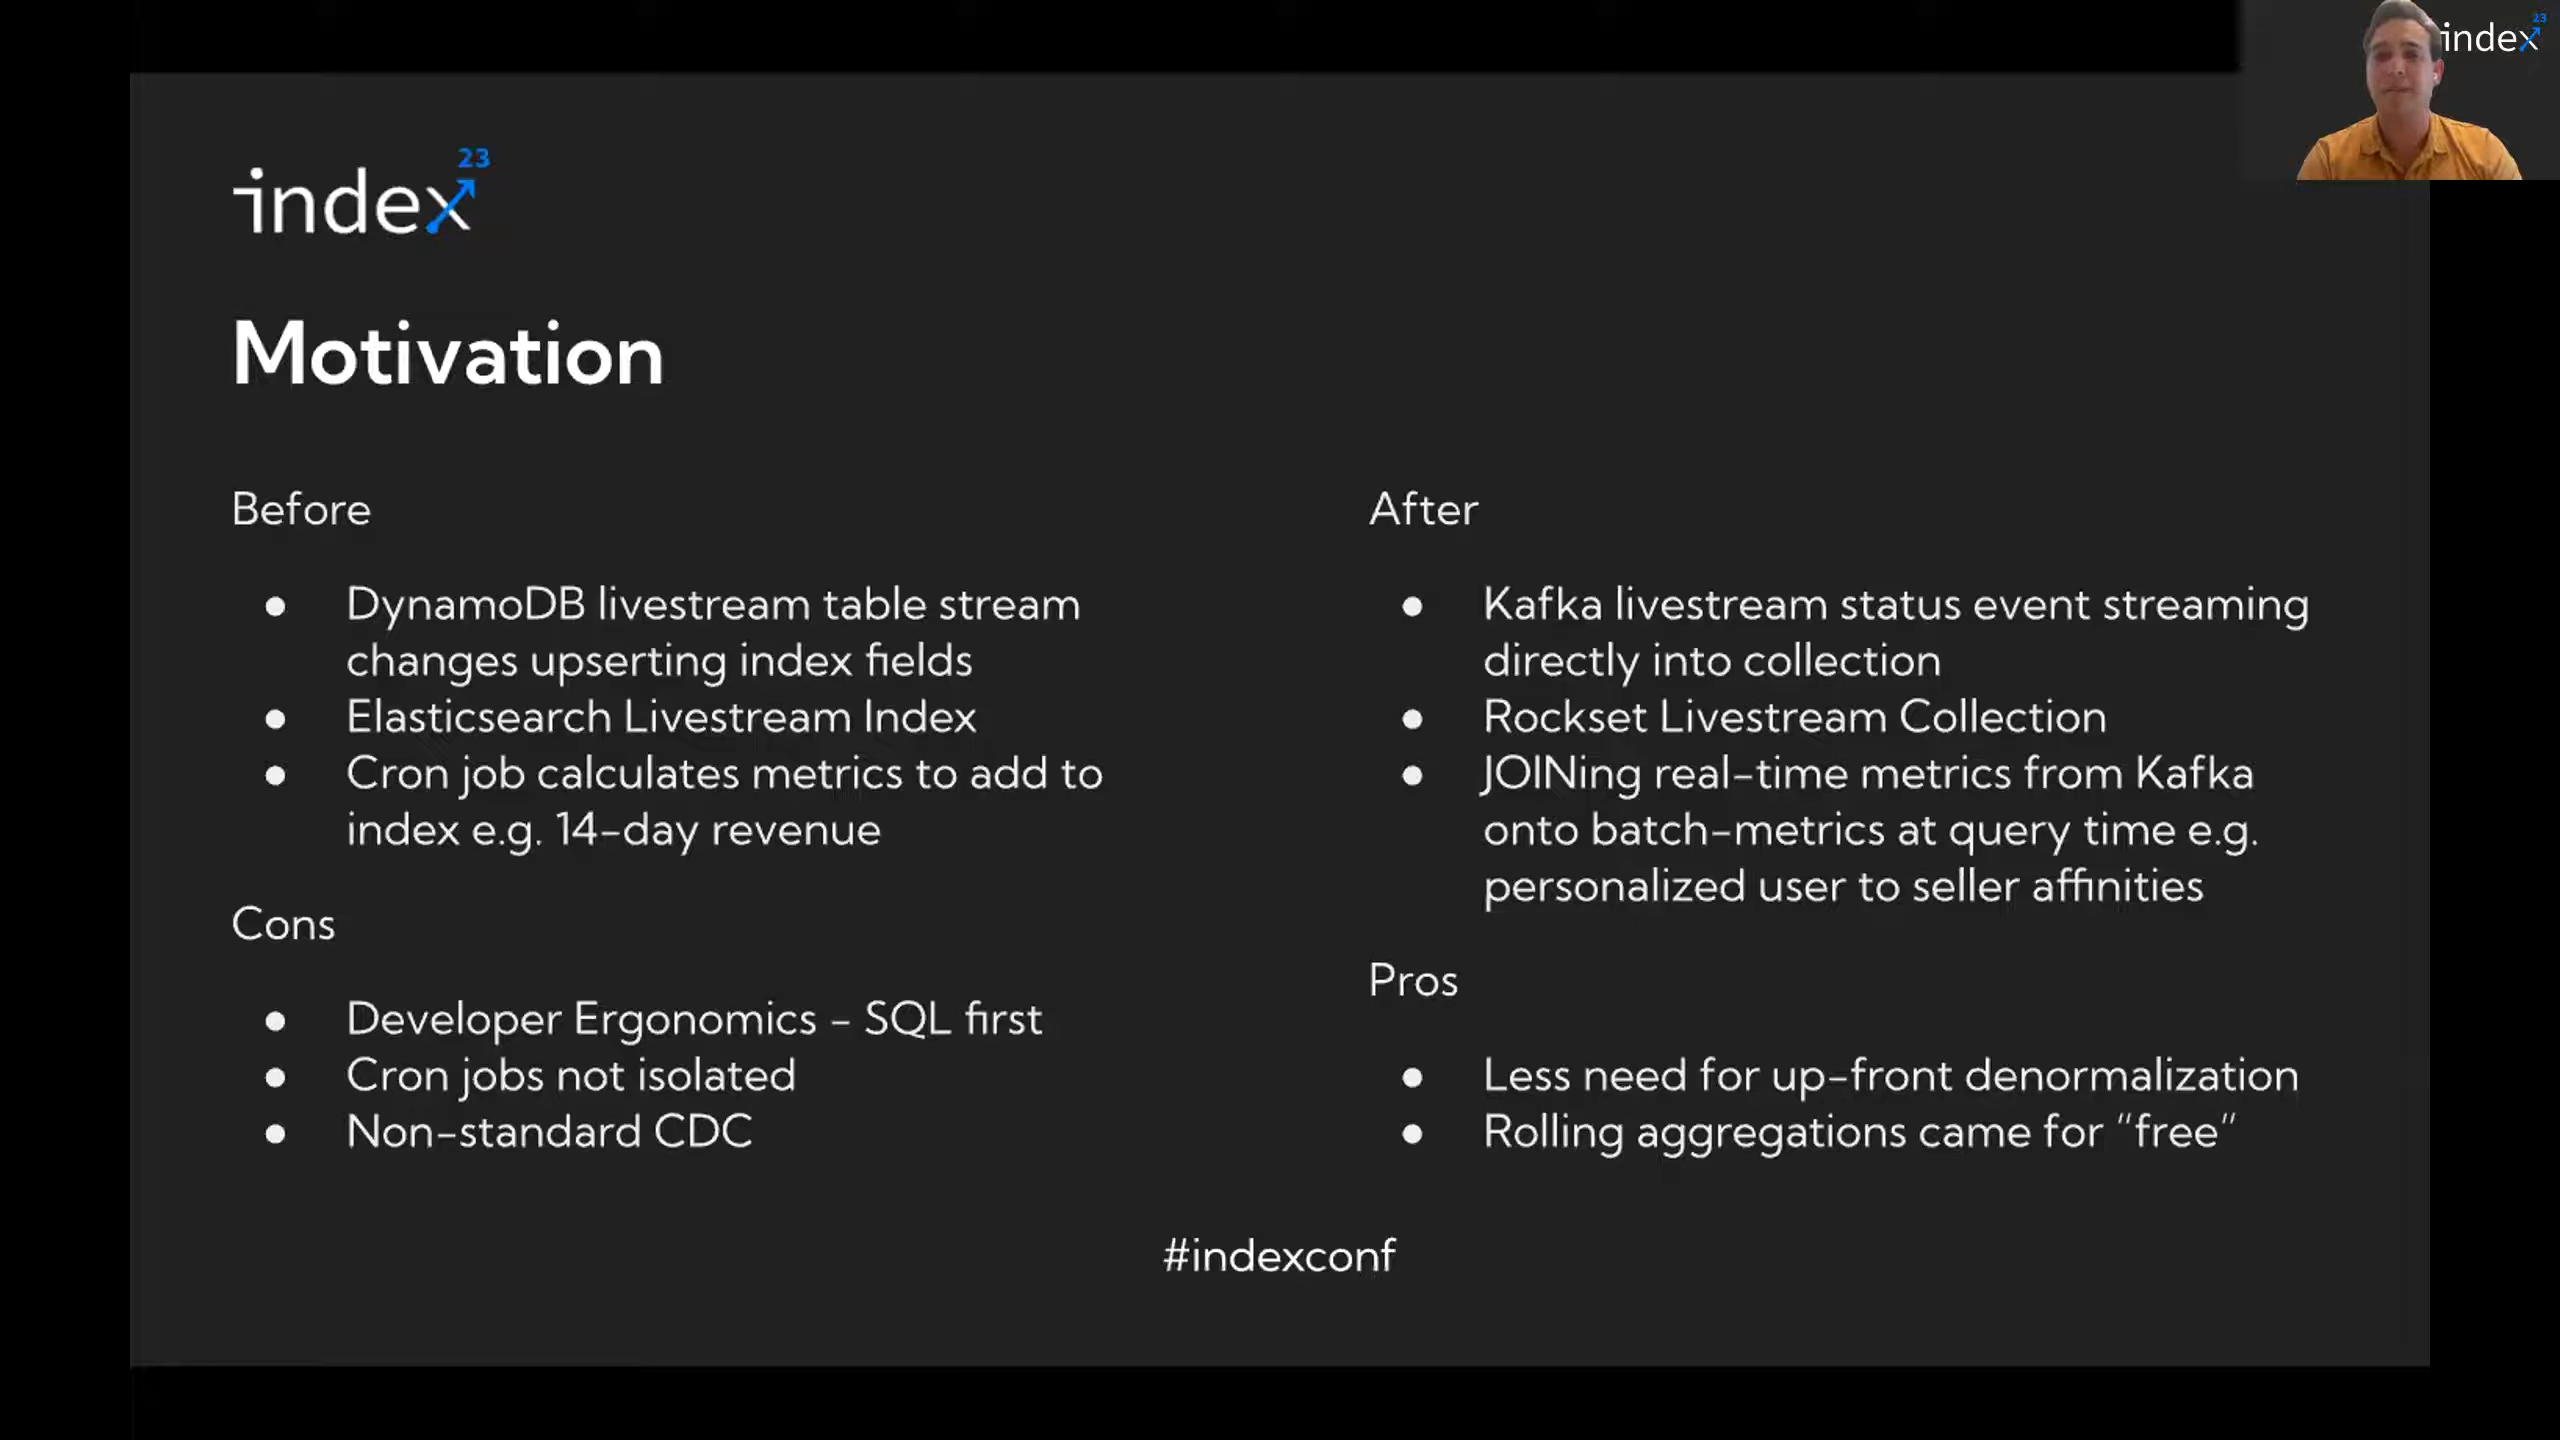 index 23
index 23
Motivation
Before
● DynamoDB livestream table stream
changes upserting index fields
● Elasticsearch Livestream Index
● Cron job calculates metrics to add to
index e.g. 14-day revenue
Cons
● Developer Ergonomics - SQL first
● Cron jobs not isolated
● Non-standard CDC
After
● Kafka livestream status event streaming
directly into collection
● Rockset Livestream Collection
● JOINing real-time metrics from Kafka
onto batch-metrics at query time e.g.
personalized user to seller affinities
Pros
● Less need for up-front denormalization
● Rolling aggregations came for “free”
#indexconf